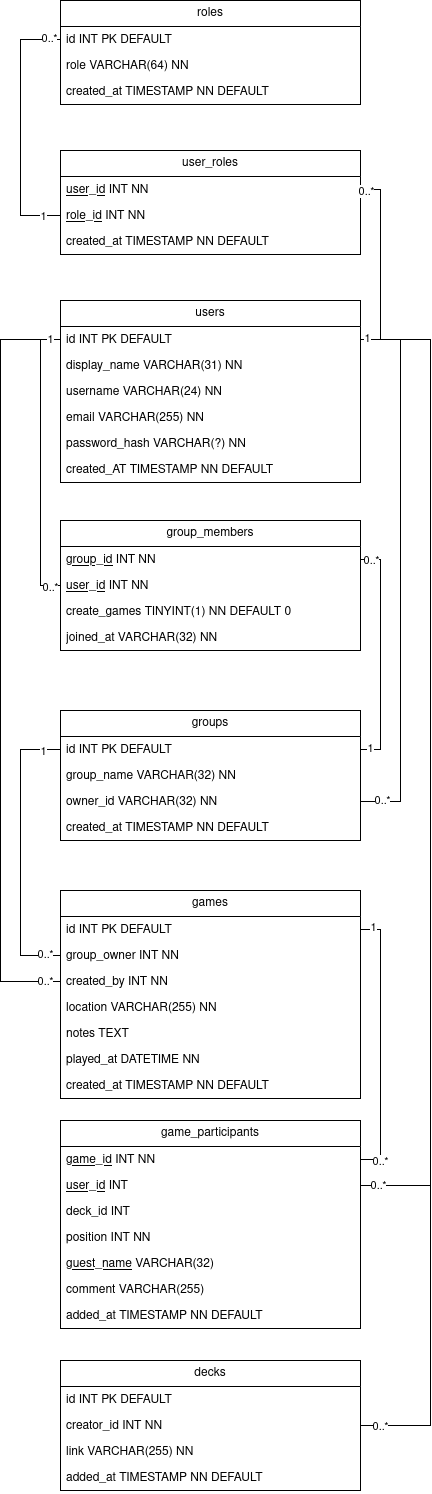 roles
0..* id INT PK DEFAULT
role VARCHAR(64) NN
created_at TIMESTAMP NN DEFAULT
user_roles
user_id INT NN 0..*
1 role_id INT NN
created_at TIMESTAMP NN DEFAULT
users
1 id INT PK DEFAULT 1
display_name VARCHAR(31) NN
username VARCHAR(24) NN
email VARCHAR(255) NN
password_hash VARCHAR(?) NN
created_AT TIMESTAMP NN DEFAULT
group_members
group_id INT NN 0..*
0..* user_id INT NN
create_games TINYINT(1) NN DEFAULT 0
joined_at VARCHAR(32) NN
groups
1 id INT PK DEFAULT 1
group_name VARCHAR(32) NN
owner_id VARCHAR(32) NN 0..*
created_at TIMESTAMP NN DEFAULT
games
id INT PK DEFAULT 1
0..* group_owner INT NN
0..* created_by INT NN
location VARCHAR(255) NN
notes TEXT
played_at DATETIME NN
created_at TIMESTAMP NN DEFAULT
game_participants
game_id INT NN 0..*
user_id INT 0..*
deck_id INT
position INT NN
guest_name VARCHAR(32)
comment VARCHAR(255)
added_at TIMESTAMP NN DEFAULT
decks
id INT PK DEFAULT
creator_id INT NN 0..*
link VARCHAR(255) NN
added_at TIMESTAMP NN DEFAULT